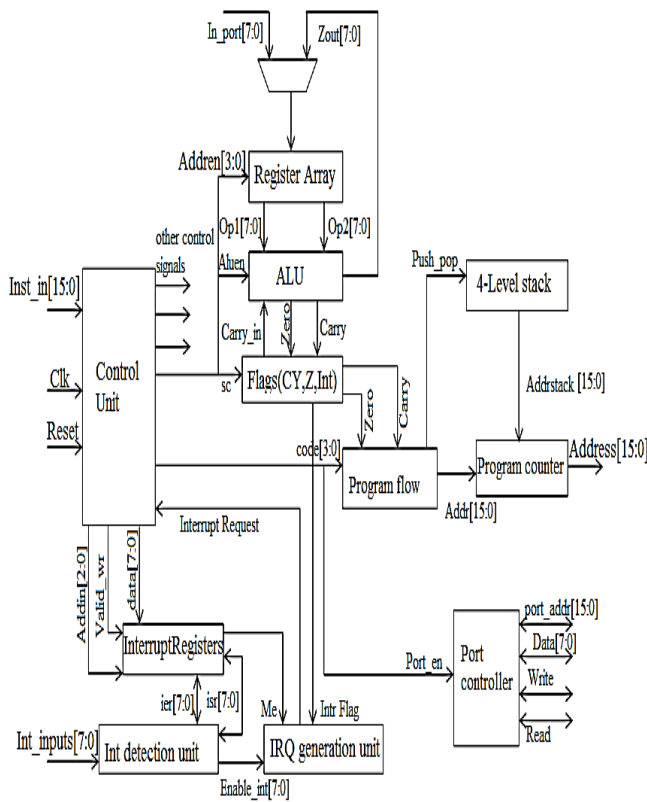 In_port[7:0]
Zout[7:0]
Addren[3:0]
Register Array
Op1[7:0]
Op2[7:0]
other control
signals
Aluen
ALU
Push_pop
4-Level stack
Inst_in[15:0]
Carry_in
Zero
Carry
Control
Unit
Clk
sc
Flags(CY,Z,Int)
Addrstack [15:0]
Zero
Carry
Reset
code[3:0]
Program flow
Program counter
Address[15:0]
Addr[15:0]
Interrupt Request
Addin[2:0]
Valid_wr
data[7:0]
InterruptRegisters
Port_en
Port
controller
port_addr[15:0]
Data[7:0]
Write
Read
ier[7:0]
isr[7:0]
Me
Intr Flag
Int_inputs[7:0]
Int detection unit
IRQ generation unit
Enable_int[7:0]